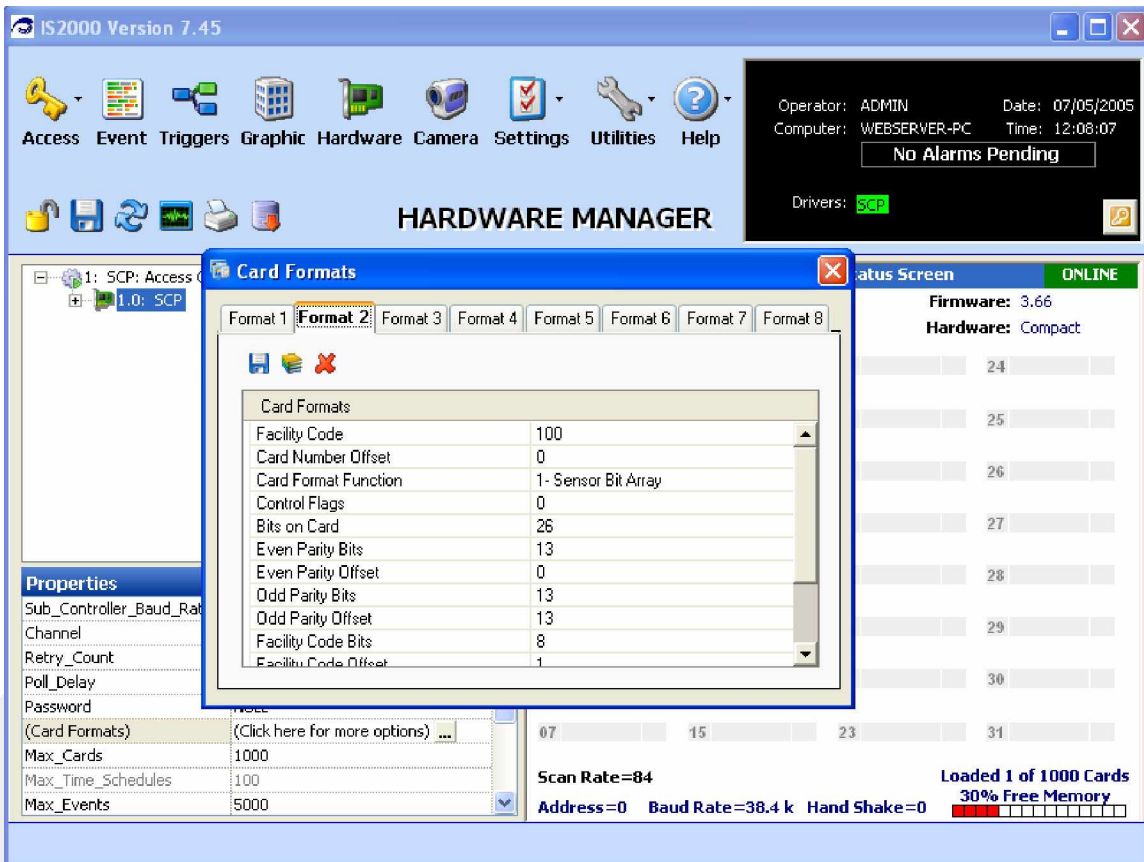 IS2000 Version 7.45
Access Event Triggers Graphic Hardware Camera Settings Utilities Help
Operator: ADMIN Date: 07/05/2005
Computer: WEBSERVER-PC Time: 12:08:07
No Alarms Pending
Drivers: SCP
HARDWARE MANAGER
1: SCP: Access
1.0: SCP
Card Formats
Format 1 Format 2 Format 3 Format 4 Format 5 Format 6 Format 7 Format 8
Card Formats
Facility Code 100
Card Number Offset 0
Card Format Function 1- Sensor Bit Array
Control Flags 0
Bits on Card 26
Even Parity Bits 13
Even Parity Offset 0
Odd Parity Bits 13
Odd Parity Offset 13
Facility Code Bits 8
Facility Code Offset 1
atus Screen ONLINE
Firmware: 3.66
Hardware: Compact
24
25
26
27
28
29
30
07 15 23 31
Properties
Sub_Controller_Baud_Rat
Channel
Retry_Count
Poll_Delay
Password NULL
(Card Formats) (Click here for more options) ...
Max_Cards 1000
Max_Time_Schedules 100
Max_Events 5000
Scan Rate=84 Loaded 1 of 1000 Cards
30% Free Memory
Address=0 Baud Rate=38.4 k Hand Shake=0